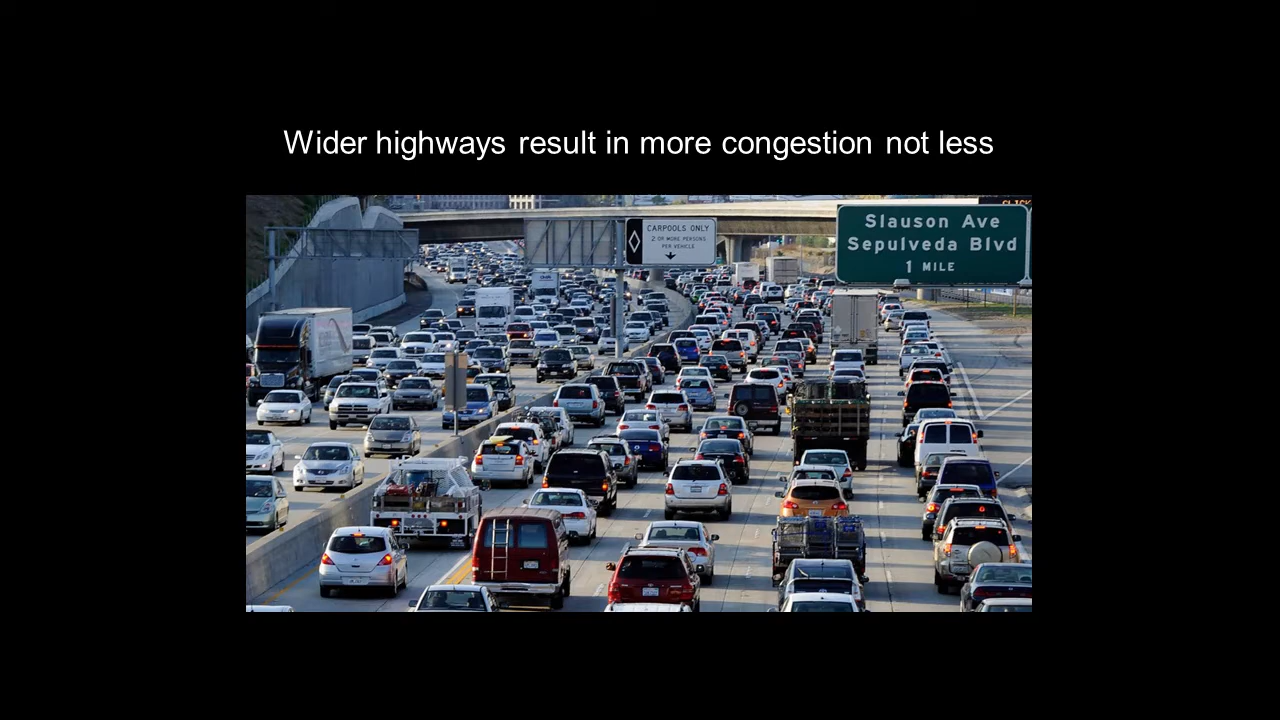 Wider highways result in more congestion not less
CARPOOLS ONLY
2 OR MORE PERSONS
PER VEHICLE
Slauson Ave
Sepulveda Blvd
1 MILE